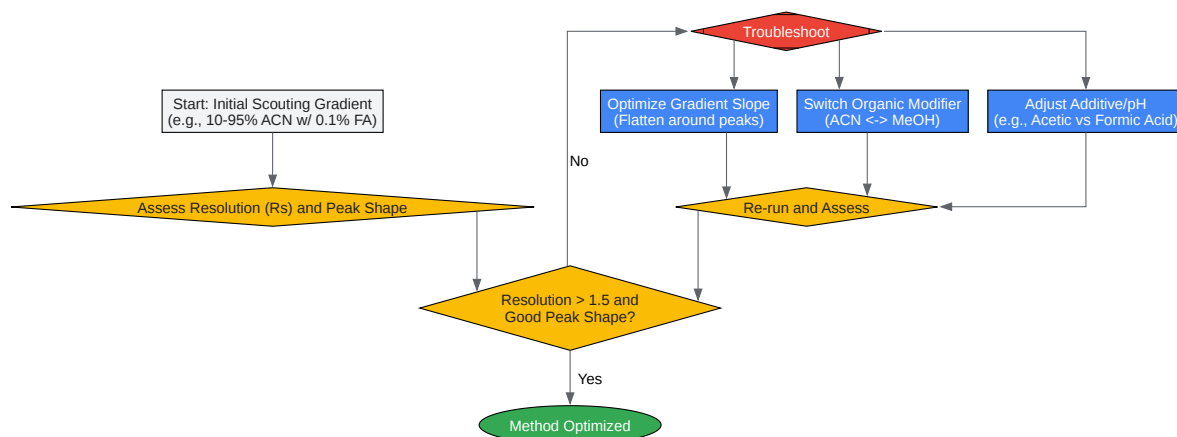 Troubleshoot
Start: Initial Scouting Gradient
(e.g., 10-95% ACN w/ 0.1% FA)
Optimize Gradient Slope
(Flatten around peaks)
Switch Organic Modifier
(ACN <-> MeOH)
Adjust Additive/pH
(e.g., Acetic vs Formic Acid)
No
Assess Resolution (Rs) and Peak Shape
Re-run and Assess
Resolution > 1.5 and
Good Peak Shape?
Yes
Method Optimized